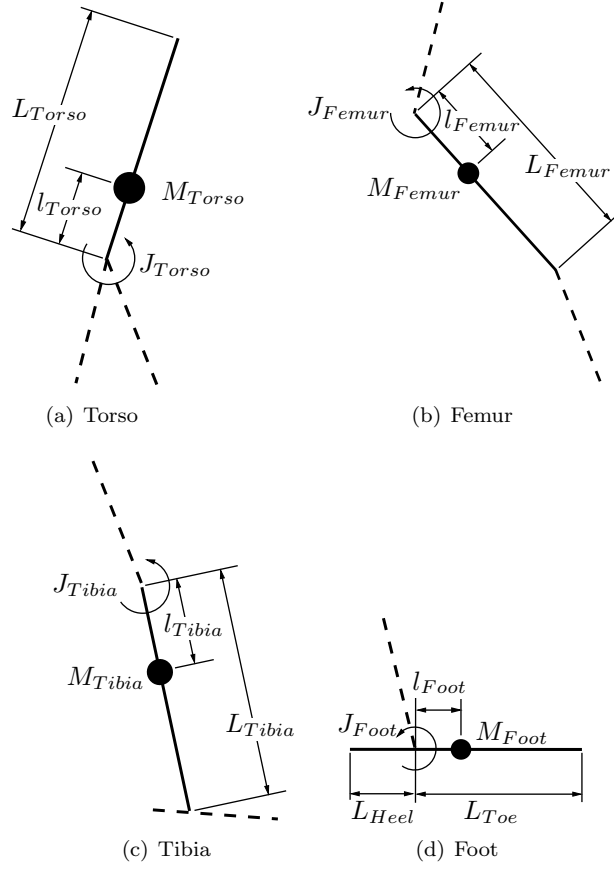 L_{Torso}
l_{Torso}
M_{Torso}
J_{Torso}
(a) Torso
J_{Femur}
l_{Femur}
L_{Femur}
M_{Femur}
(b) Femur
J_{Tibia}
l_{Tibia}
M_{Tibia}
L_{Tibia}
(c) Tibia
l_{Foot}
J_{Foot}
M_{Foot}
L_{Heel}
L_{Toe}
(d) Foot